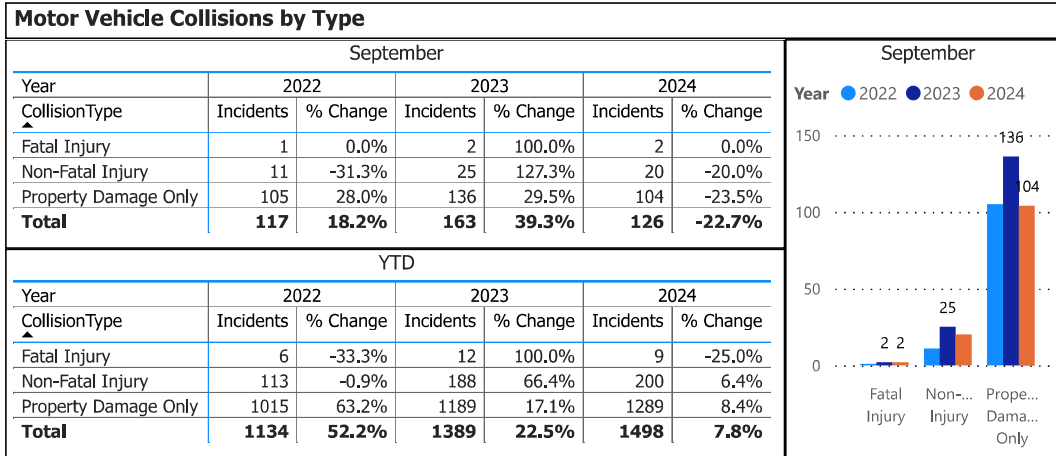 Motor Vehicle Collisions by Type
September
Year 2022 2023 2024
CollisionType Incidents % Change Incidents % Change Incidents % Change
Fatal Injury 1 0.0% 2 100.0% 2 0.0%
Non-Fatal Injury 11 -31.3% 25 127.3% 20 -20.0%
Property Damage Only 105 28.0% 136 29.5% 104 -23.5%
Total 117 18.2% 163 39.3% 126 -22.7%
YTD
Year 2022 2023 2024
CollisionType Incidents % Change Incidents % Change Incidents % Change
Fatal Injury 6 -33.3% 12 100.0% 9 -25.0%
Non-Fatal Injury 113 -0.9% 188 66.4% 200 6.4%
Property Damage Only 1015 63.2% 1189 17.1% 1289 8.4%
Total 1134 52.2% 1389 22.5% 1498 7.8%
September
Year 2022 2023 2024
150
136
104
100
50
25
2 2
0
Fatal Non-... Prope...
Injury Injury Dama...
Only